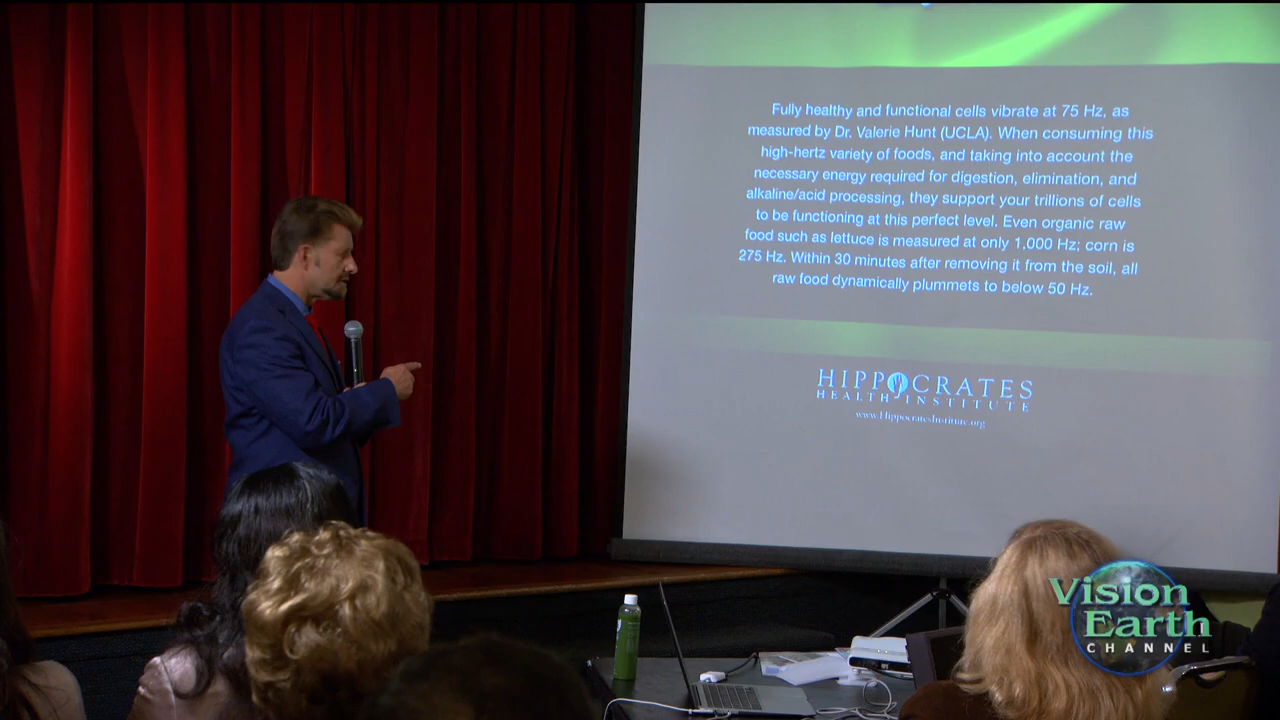 Fully healthy and functional cells vibrate at 75 Hz, as
measured by Dr. Valerie Hunt (UCLA). When consuming this
high-hertz variety of foods, and taking into account the
necessary energy required for digestion, elimination, and
alkaline/acid processing, they support your trillions of cells
to be functioning at this perfect level. Even organic raw
food such as lettuce is measured at only 1,000 Hz; corn is
275 Hz. Within 30 minutes after removing it from the soil, all
raw food dynamically plummets to below 50 Hz.
HIPPOCRATES
HEALTH INSTITUTE
www.HippocratesInstitute.org
Vision
Earth
CHANNEL